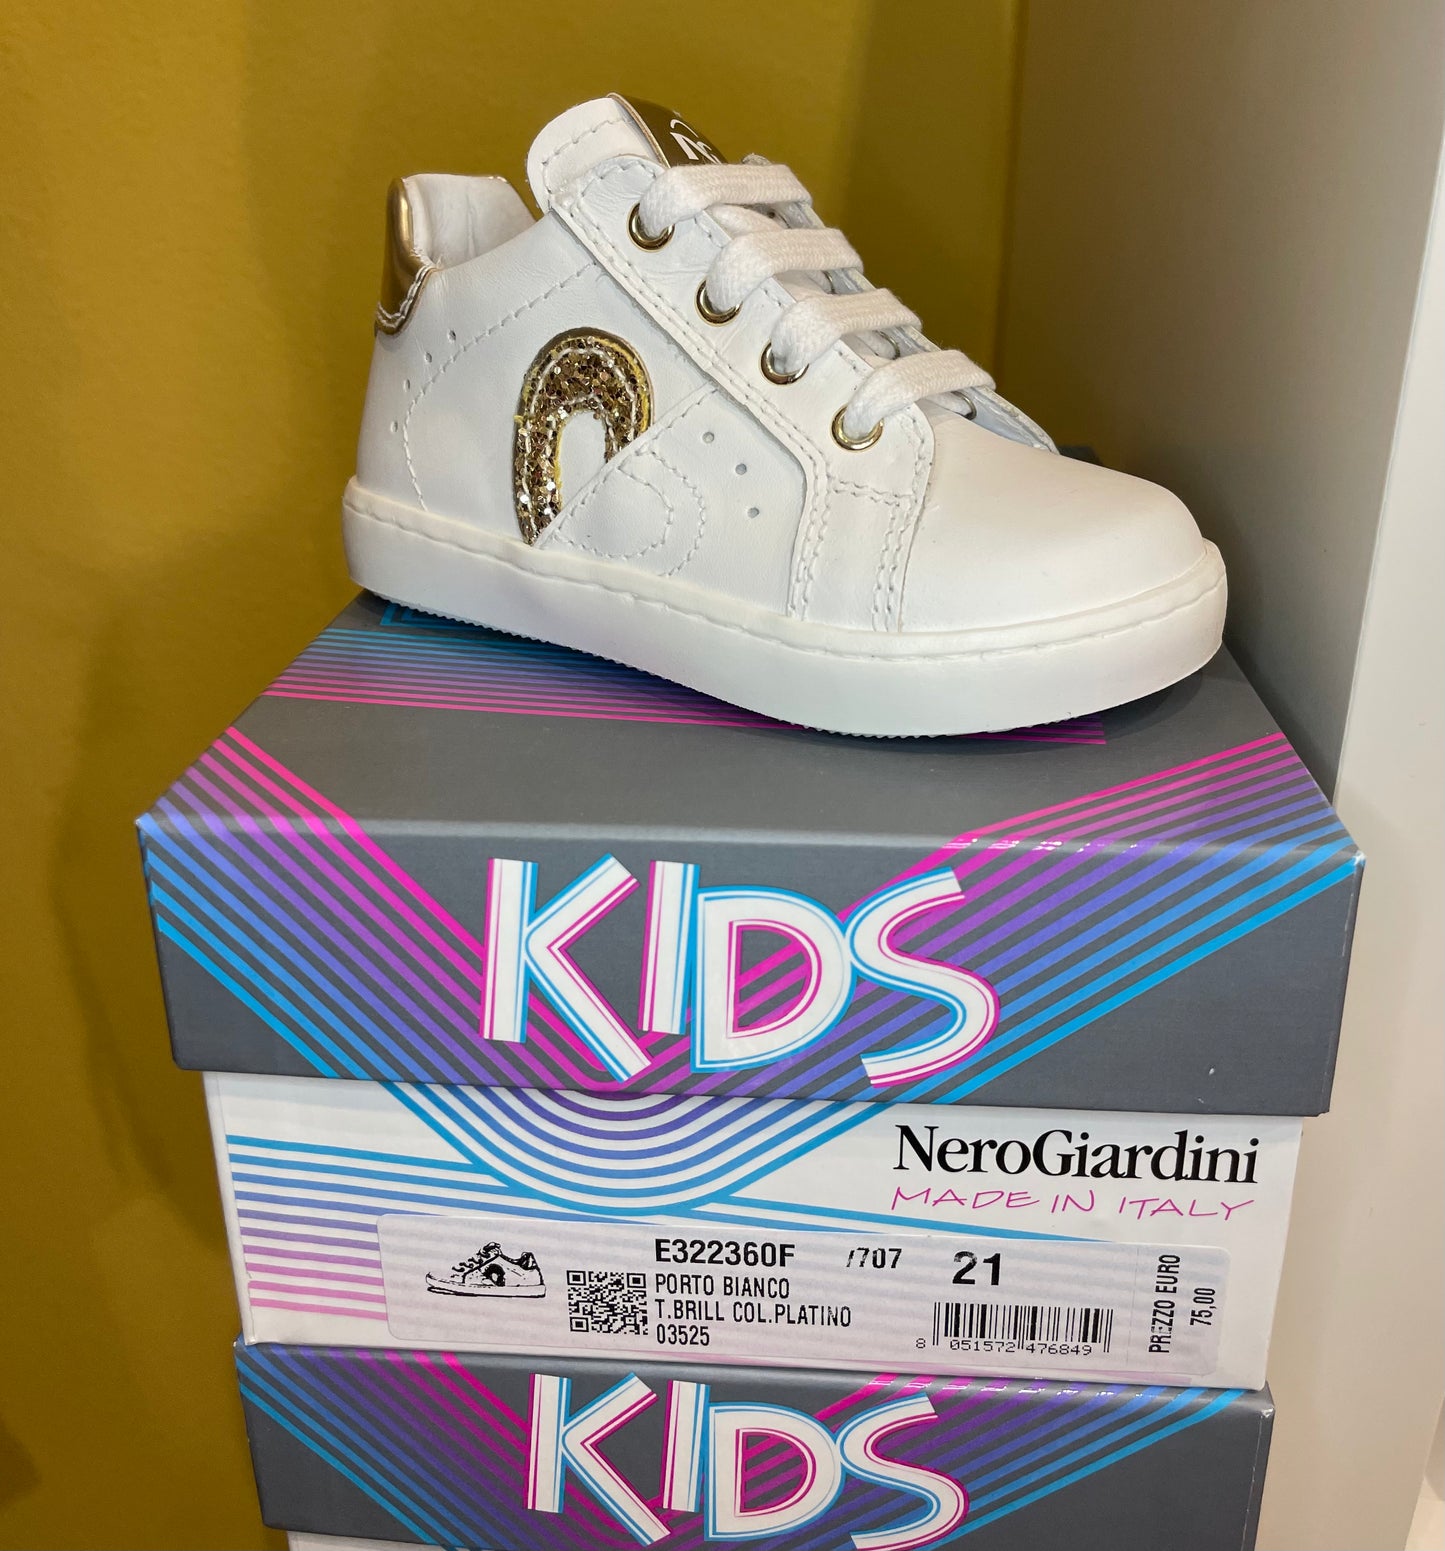 KIDS
NeroGiardini
MADE IN ITALY
E322360F /707 21
PORTO BIANCO
T.BRILL COL.PLATINO
03525
8 051572 476849
PREZZO EURO
75,00
KIDS